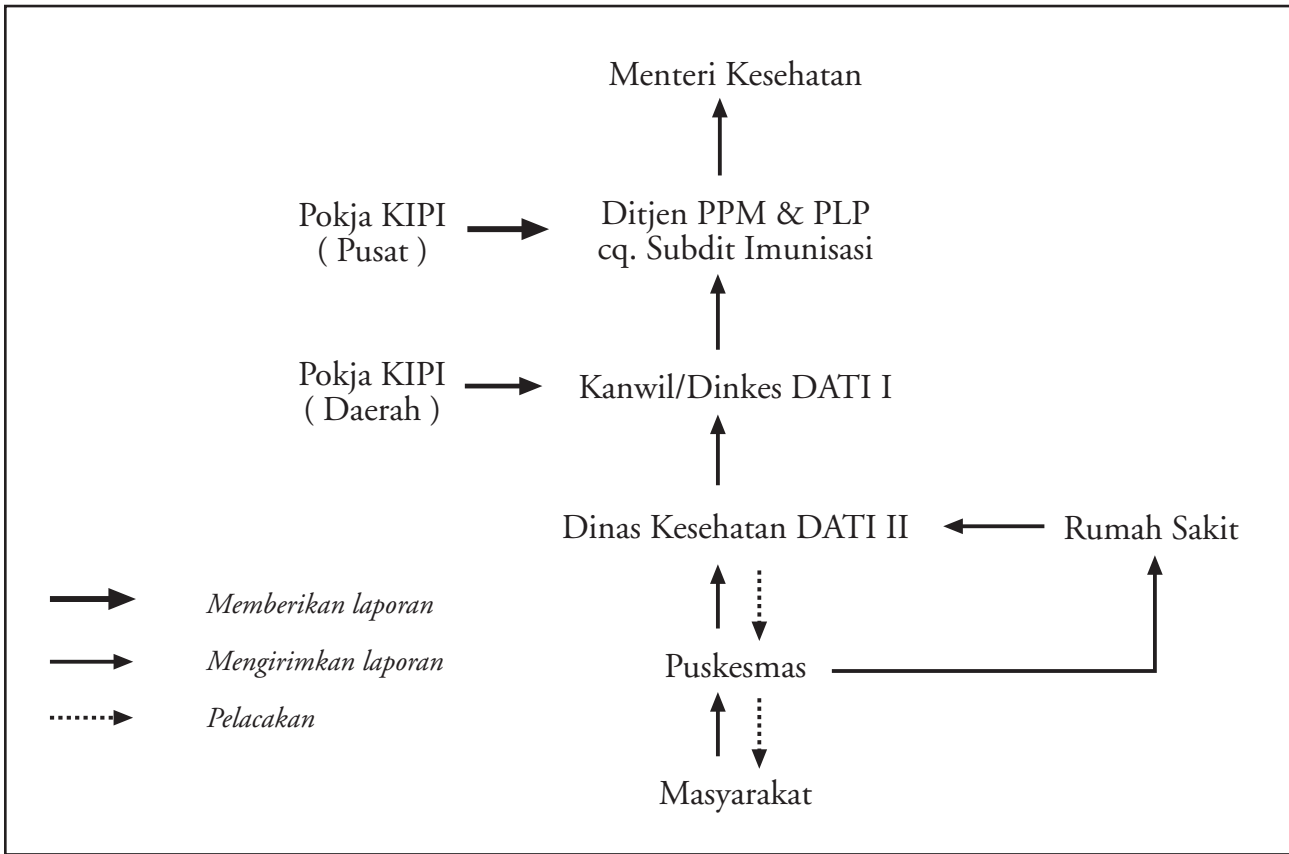 Menteri Kesehatan
Pokja KIPI
( Pusat )
Ditjen PPM & PLP
cq. Subdit Imunisasi
Pokja KIPI
( Daerah )
Kanwil/Dinkes DATI I
Dinas Kesehatan DATI II
Rumah Sakit
Memberikan laporan
Mengirimkan laporan
Pelacakan
Puskesmas
Masyarakat